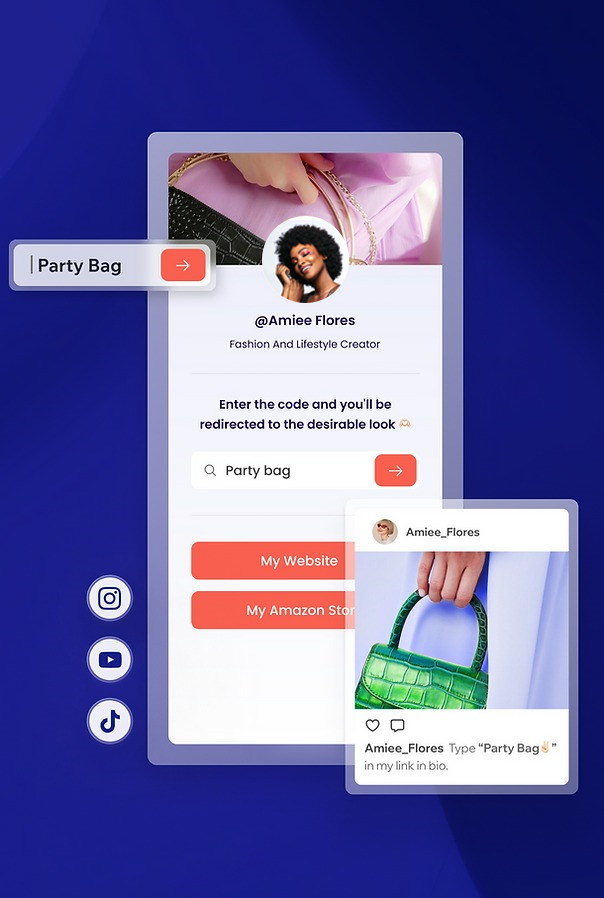 Party Bag
@Amiee Flores
Fashion And Lifestyle Creator
Enter the code and you'll be
redirected to the desirable look 🫶🏻
Party bag
My Website
My Amazon Stor
Amiee_Flores
Amiee_Flores Type “Party Bag✌🏻”
in my link in bio.